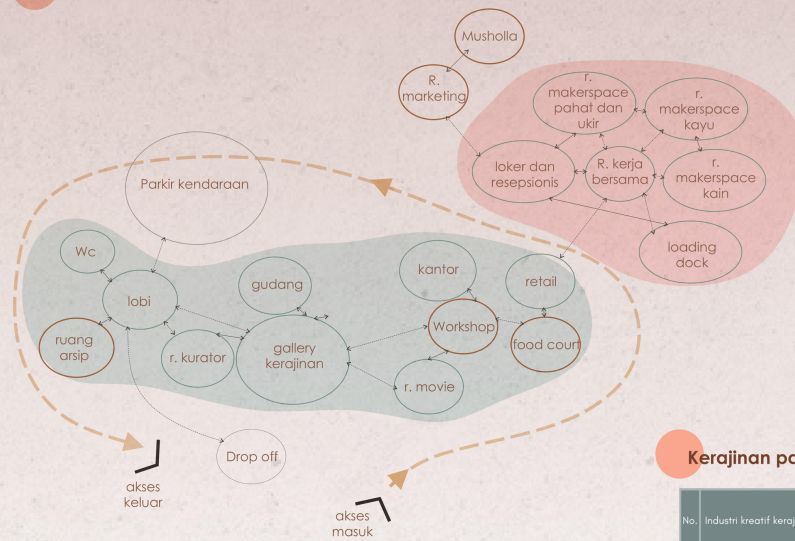 Musholla
R.
marketing
r.
makerspace
pahat dan
ukir
r.
makerspace
kayu
loker dan
resepsionis
R. kerja
bersama
r.
makerspace
kain
loading
dock
Parkir kendaraan
Wc
lobi
gudang
kantor
retail
ruang
arsip
r. kurator
gallery
kerajinan
Workshop
food court
r. movie
Drop off
akses
keluar
akses
masuk
Kerajinan pa
No.
Industri kreatif keraj